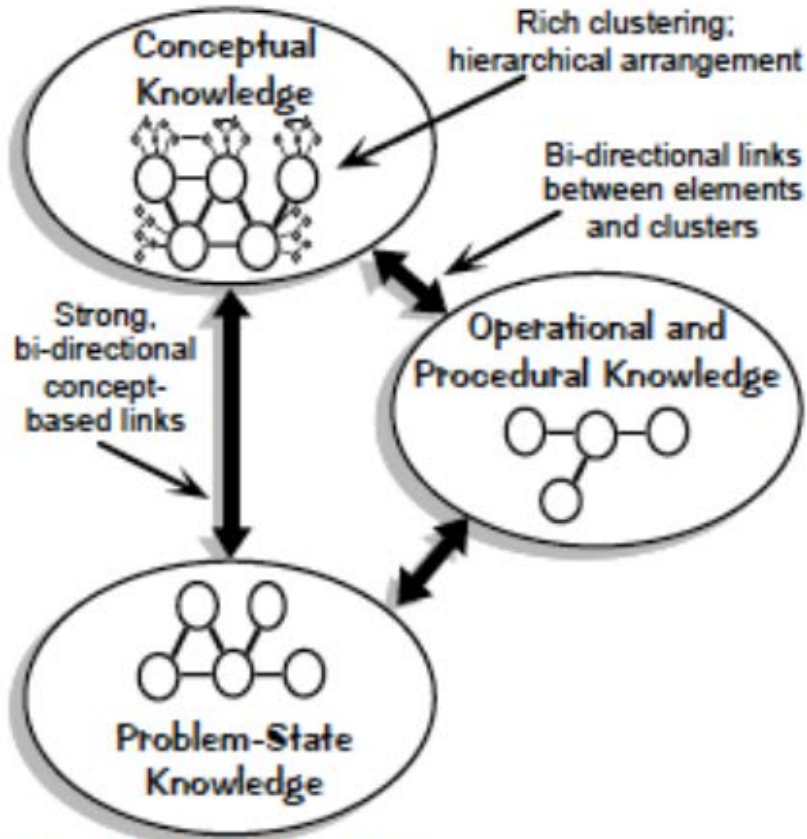 Conceptual
Knowledge
Rich clustering;
hierarchical arrangement
Bi-directional links
between elements
and clusters
Strong,
bi-directional
concept-
based links
Operational and
Procedural Knowledge
Problem-State
Knowledge